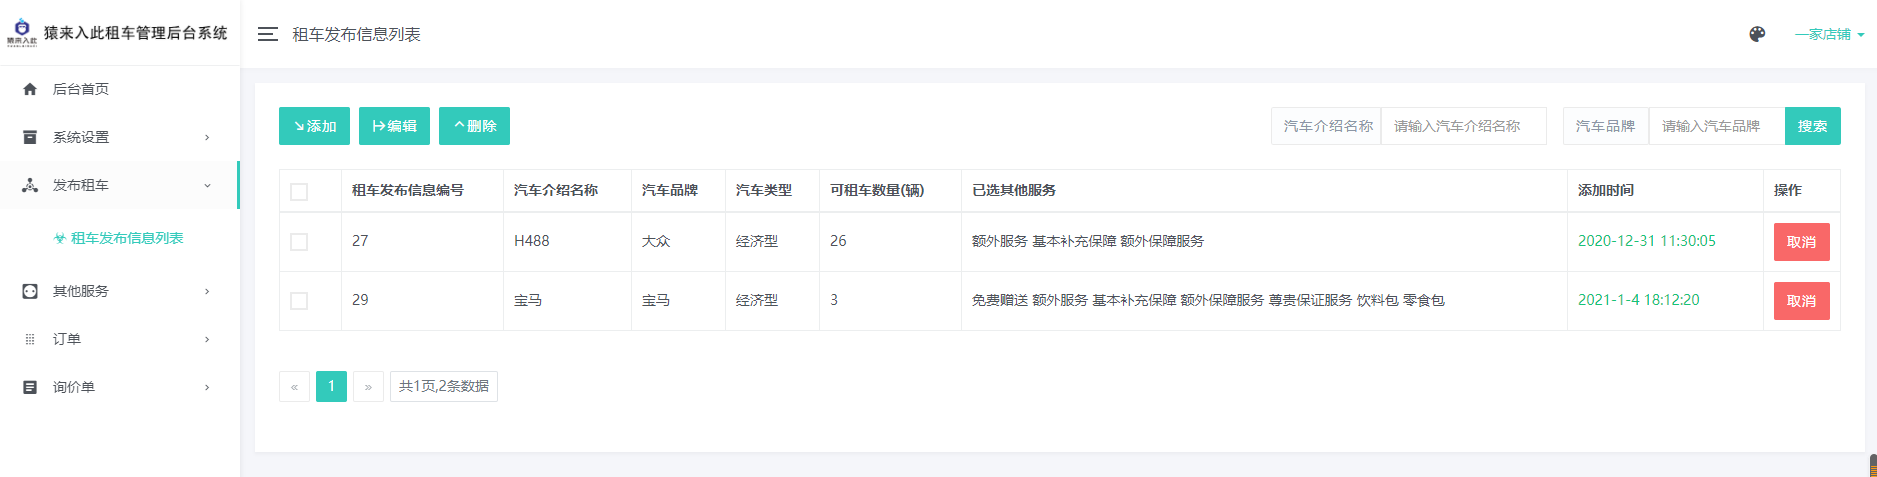 猿来入此
猿来入此租车管理后台系统
租车发布信息列表
一家店铺
后台首页
系统设置
发布租车
租车发布信息列表
其他服务
订单
询价单
添加 编辑 删除
汽车介绍名称 请输入汽车介绍名称 汽车品牌 请输入汽车品牌 搜索
租车发布信息编号 汽车介绍名称 汽车品牌 汽车类型 可租车数量(辆) 已选其他服务 添加时间 操作
27 H488 大众 经济型 26 额外服务 基本补充保障 额外保障服务 2020-12-31 11:30:05 取消
29 宝马 宝马 经济型 3 免费赠送 额外服务 基本补充保障 额外保障服务 尊贵保证服务 饮料包 零食包 2021-1-4 18:12:20 取消
« 1 » 共1页,2条数据